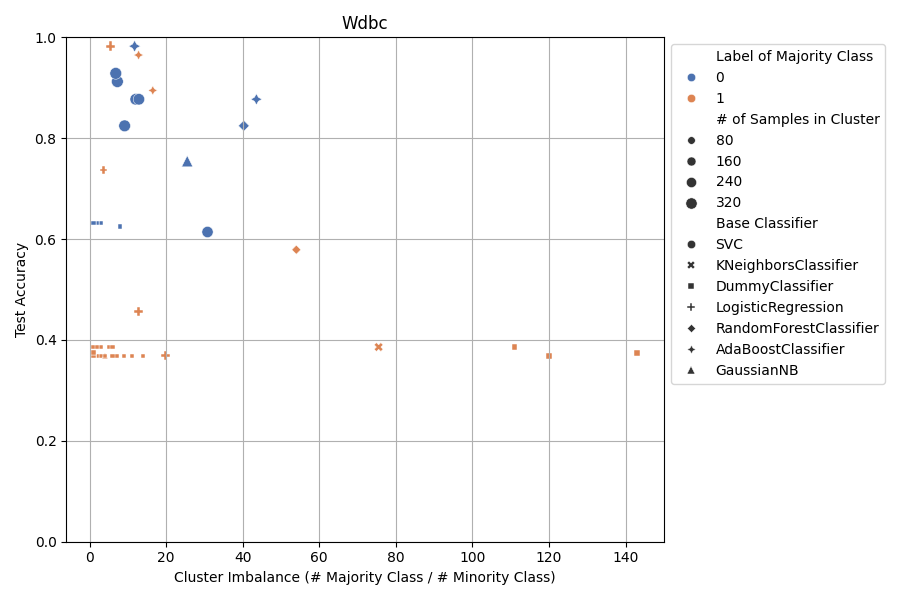 Wdbc
1.0
0.8
0.6
0.4
0.2
0.0
Test Accuracy
0 20 40 60 80 100 120 140
Cluster Imbalance (# Majority Class / # Minority Class)
Label of Majority Class
0
1
# of Samples in Cluster
80
160
240
320
Base Classifier
SVC
KNeighborsClassifier
DummyClassifier
LogisticRegression
RandomForestClassifier
AdaBoostClassifier
GaussianNB